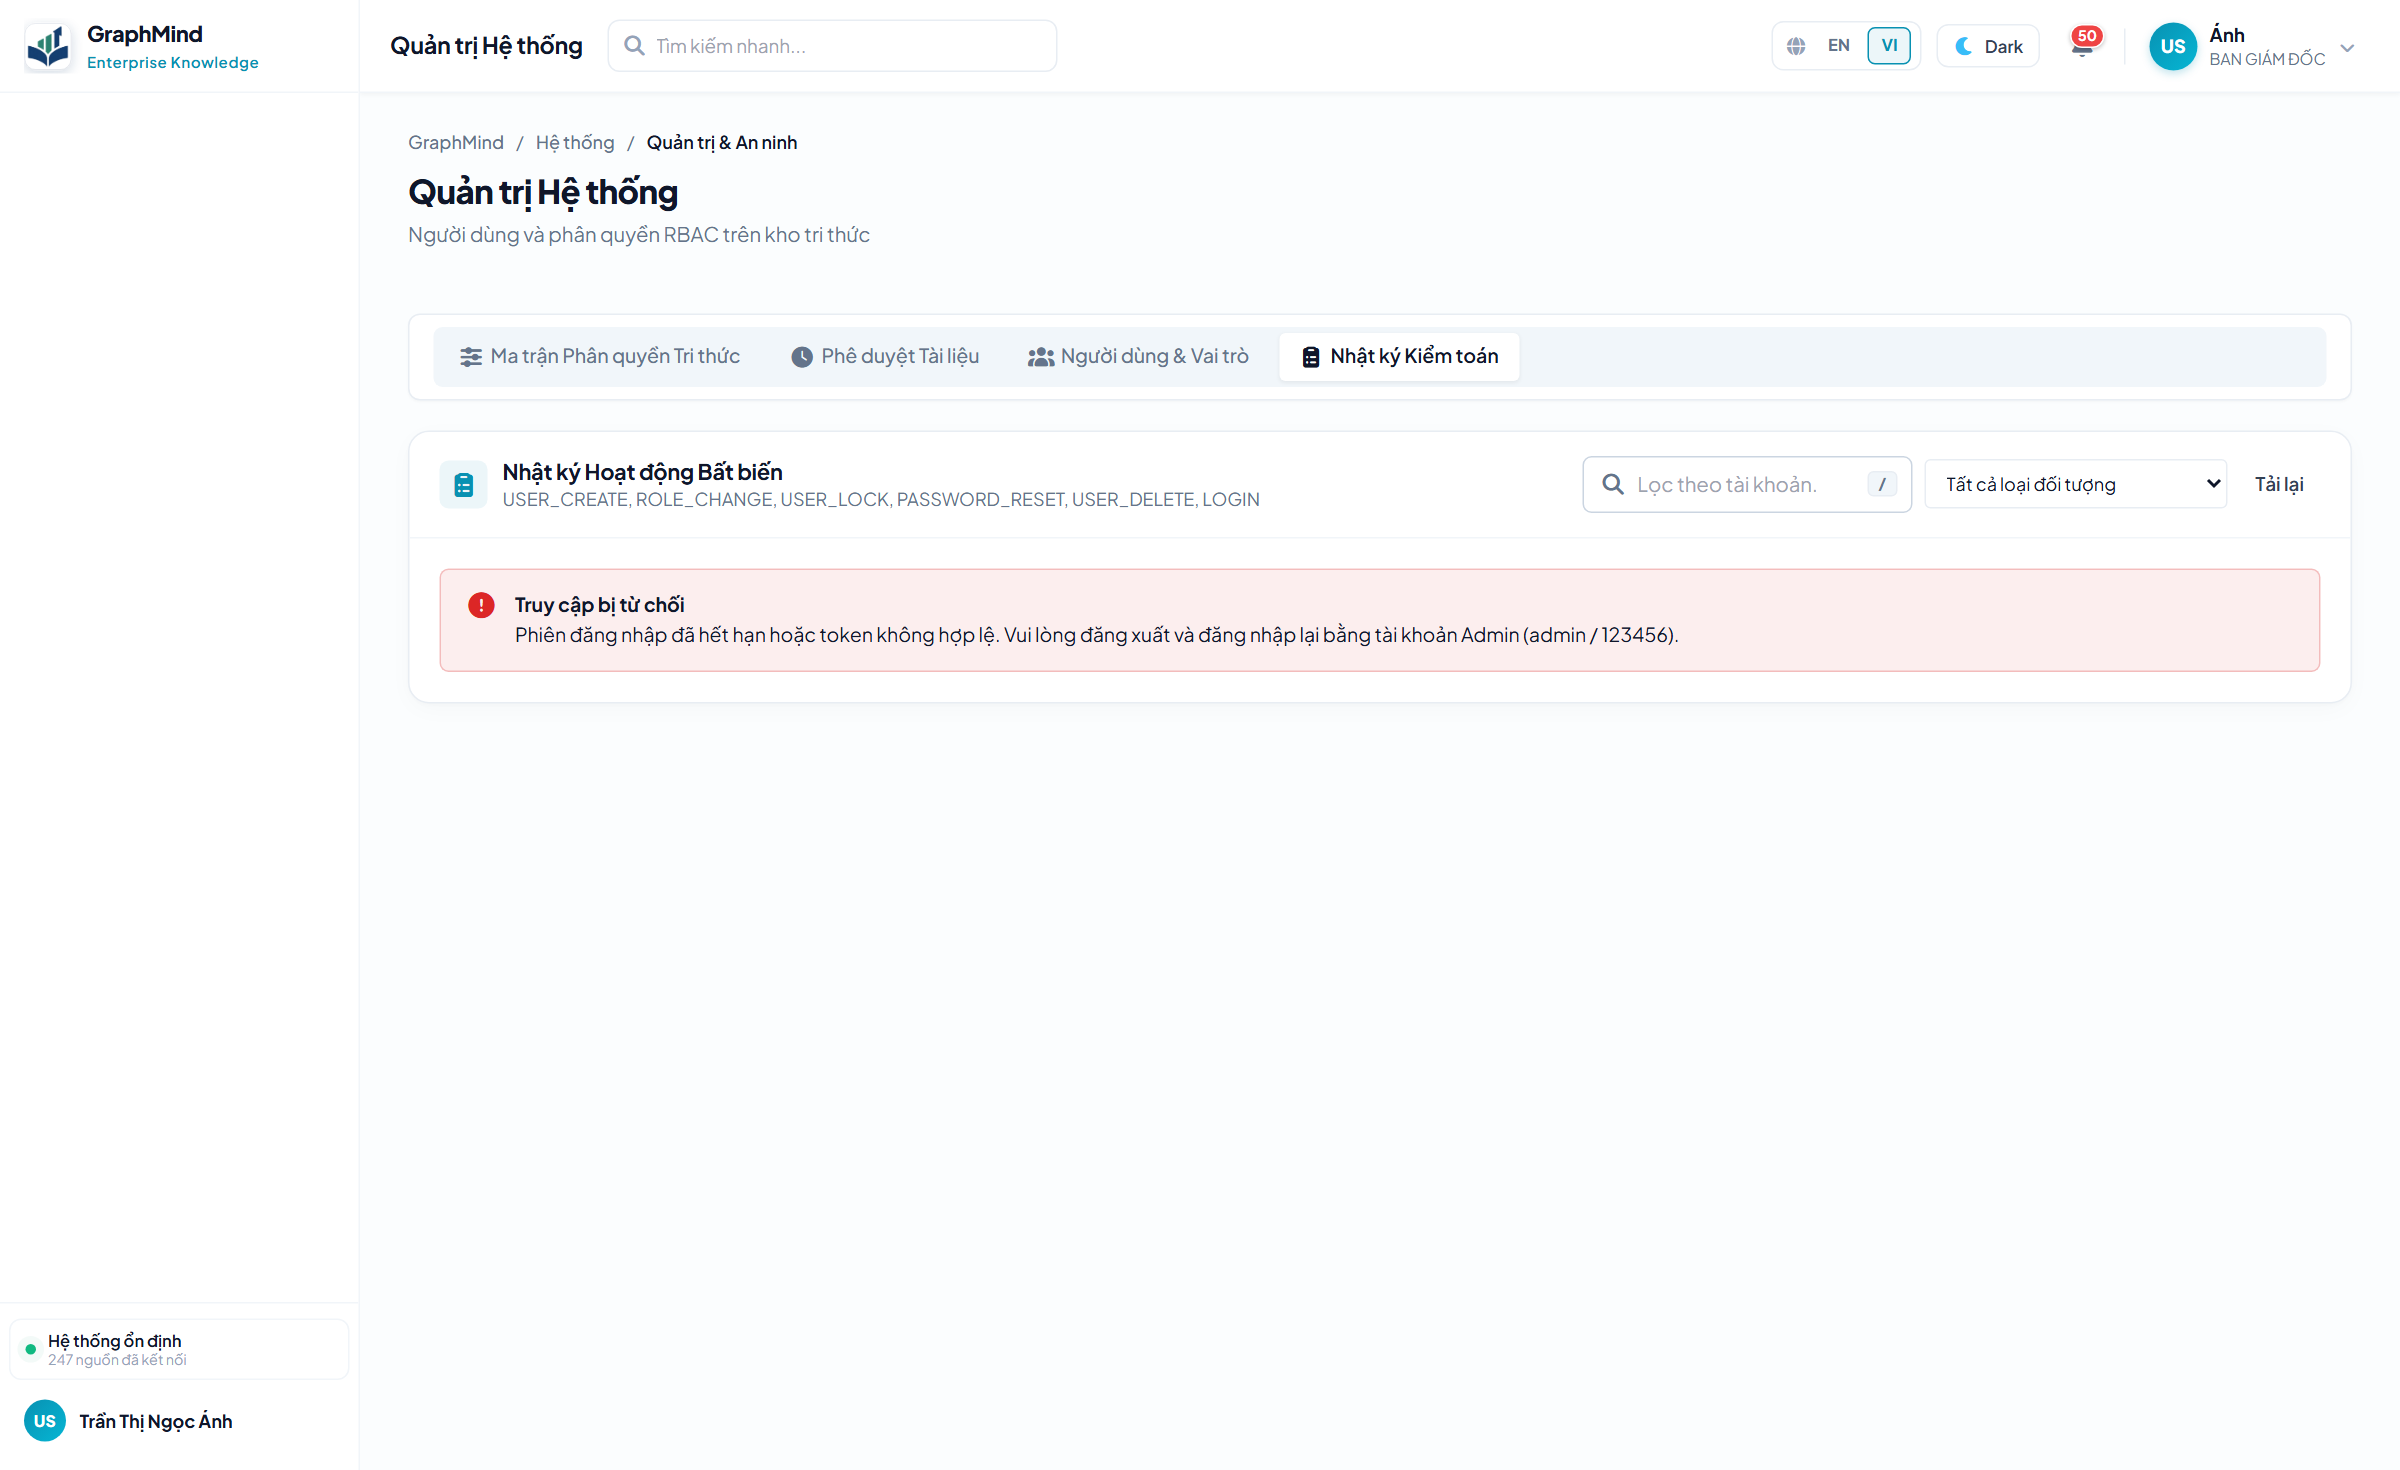 GraphMind
Enterprise Knowledge
Quản trị Hệ thống
Tìm kiếm nhanh...
EN
VI
Dark
50
US
Ánh
BAN GIÁM ĐỐC
GraphMind / Hệ thống / Quản trị & An ninh
Quản trị Hệ thống
Người dùng và phân quyền RBAC trên kho tri thức
Ma trận Phân quyền Tri thức
Phê duyệt Tài liệu
Người dùng & Vai trò
Nhật ký Kiểm toán
Nhật ký Hoạt động Bất biến
USER_CREATE, ROLE_CHANGE, USER_LOCK, PASSWORD_RESET, USER_DELETE, LOGIN
Lọc theo tài khoản.
/
Tất cả loại đối tượng
Tải lại
Truy cập bị từ chối
Phiên đăng nhập đã hết hạn hoặc token không hợp lệ. Vui lòng đăng xuất và đăng nhập lại bằng tài khoản Admin (admin / 123456).
Hệ thống ổn định
247 nguồn đã kết nối
US
Trần Thị Ngọc Ánh